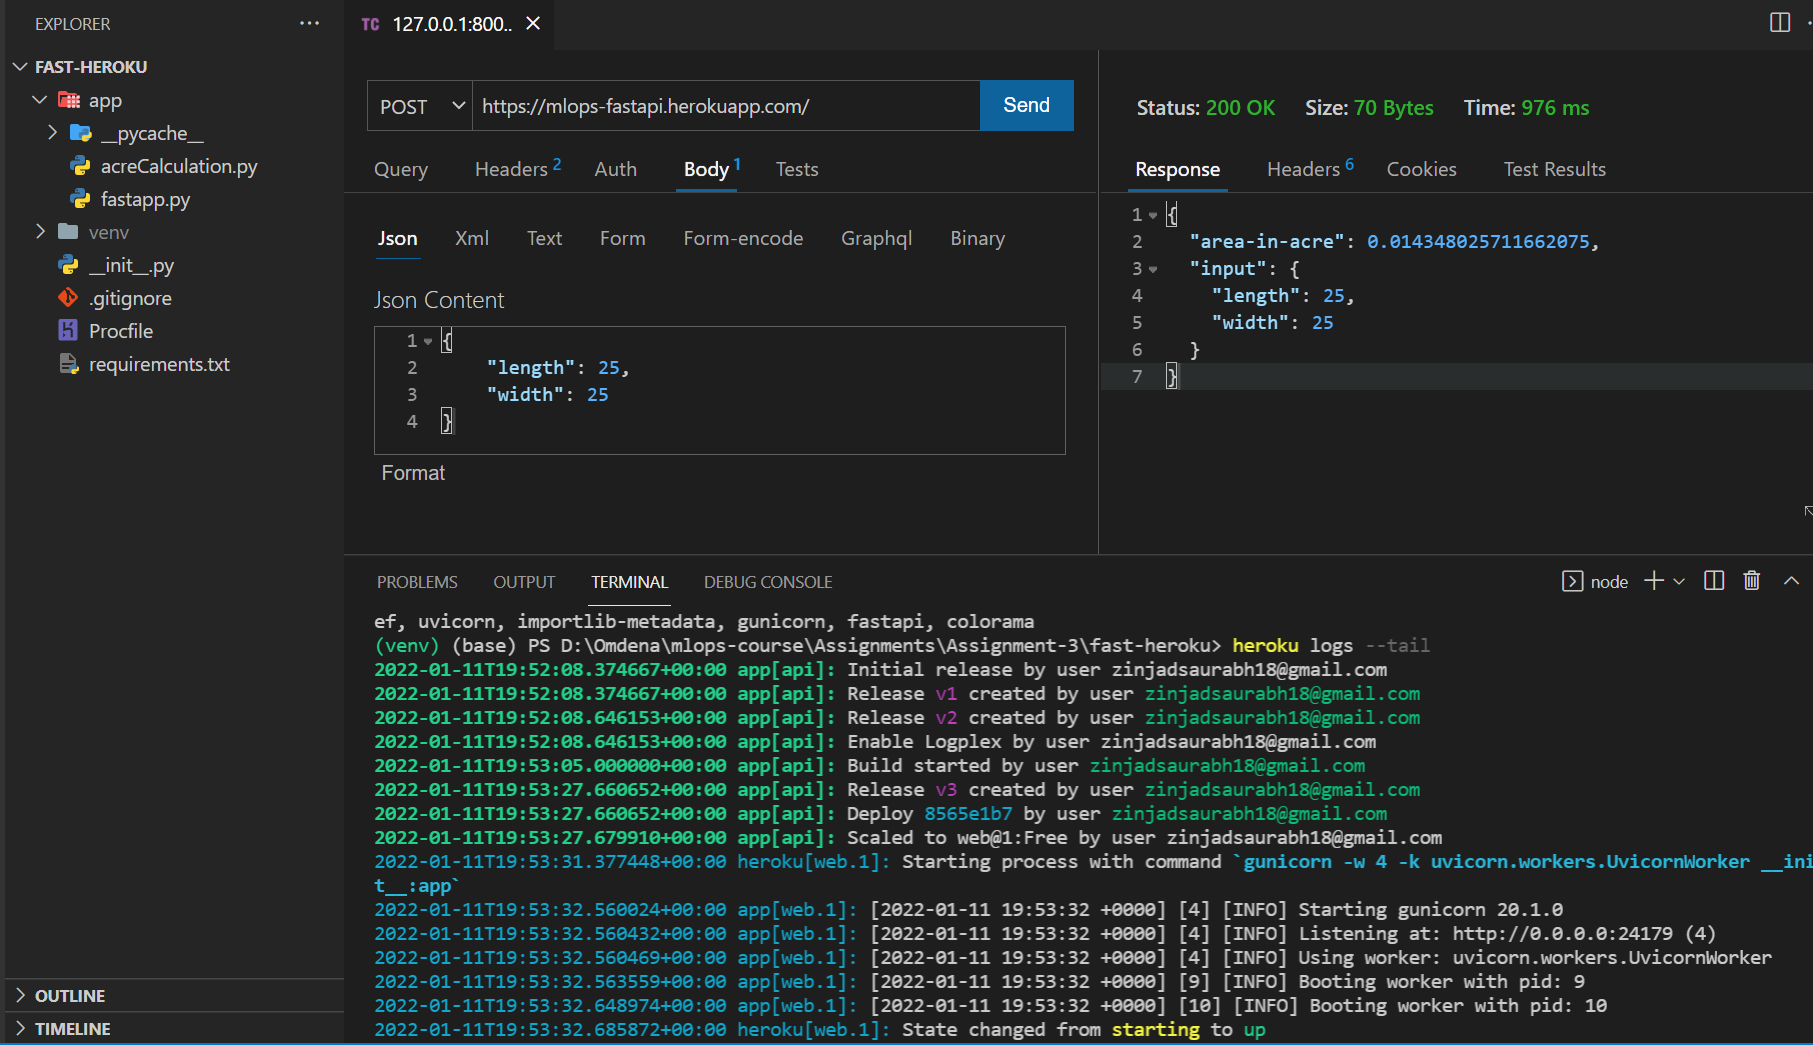 EXPLORER
FAST-HEROKU
app
__pycache__
acreCalculation.py
fastapp.py
venv
__init__.py
.gitignore
Procfile
requirements.txt
OUTLINE
TIMELINE
TC 127.0.0.1:800..
POST https://mlops-fastapi.herokuapp.com/ Send
Query Headers 2 Auth Body 1 Tests
Json Xml Text Form Form-encode Graphql Binary
Json Content
1 {
2 "length": 25,
3 "width": 25
4 }
Format
Status: 200 OK Size: 70 Bytes Time: 976 ms
Response Headers 6 Cookies Test Results
1 {
2 "area-in-acre": 0.014348025711662075,
3 "input": {
4 "length": 25,
5 "width": 25
6 }
7 }
PROBLEMS OUTPUT TERMINAL DEBUG CONSOLE node
ef, uvicorn, importlib-metadata, gunicorn, fastapi, colorama
(venv) (base) PS D:\Omdena\mlops-course\Assignments\Assignment-3\fast-heroku> heroku logs --tail
2022-01-11T19:52:08.374667+00:00 app[api]: Initial release by user zinjadsaurabh18@gmail.com
2022-01-11T19:52:08.374667+00:00 app[api]: Release v1 created by user zinjadsaurabh18@gmail.com
2022-01-11T19:52:08.646153+00:00 app[api]: Release v2 created by user zinjadsaurabh18@gmail.com
2022-01-11T19:52:08.646153+00:00 app[api]: Enable Logplex by user zinjadsaurabh18@gmail.com
2022-01-11T19:53:05.000000+00:00 app[api]: Build started by user zinjadsaurabh18@gmail.com
2022-01-11T19:53:27.660652+00:00 app[api]: Release v3 created by user zinjadsaurabh18@gmail.com
2022-01-11T19:53:27.660652+00:00 app[api]: Deploy 8565e1b7 by user zinjadsaurabh18@gmail.com
2022-01-11T19:53:27.679910+00:00 app[api]: Scaled to web@1:Free by user zinjadsaurabh18@gmail.com
2022-01-11T19:53:31.377448+00:00 heroku[web.1]: Starting process with command `gunicorn -w 4 -k uvicorn.workers.UvicornWorker __ini
t__:app`
2022-01-11T19:53:32.560024+00:00 app[web.1]: [2022-01-11 19:53:32 +0000] [4] [INFO] Starting gunicorn 20.1.0
2022-01-11T19:53:32.560432+00:00 app[web.1]: [2022-01-11 19:53:32 +0000] [4] [INFO] Listening at: http://0.0.0.0:24179 (4)
2022-01-11T19:53:32.560469+00:00 app[web.1]: [2022-01-11 19:53:32 +0000] [4] [INFO] Using worker: uvicorn.workers.UvicornWorker
2022-01-11T19:53:32.563559+00:00 app[web.1]: [2022-01-11 19:53:32 +0000] [9] [INFO] Booting worker with pid: 9
2022-01-11T19:53:32.648974+00:00 app[web.1]: [2022-01-11 19:53:32 +0000] [10] [INFO] Booting worker with pid: 10
2022-01-11T19:53:32.685872+00:00 heroku[web.1]: State changed from starting to up